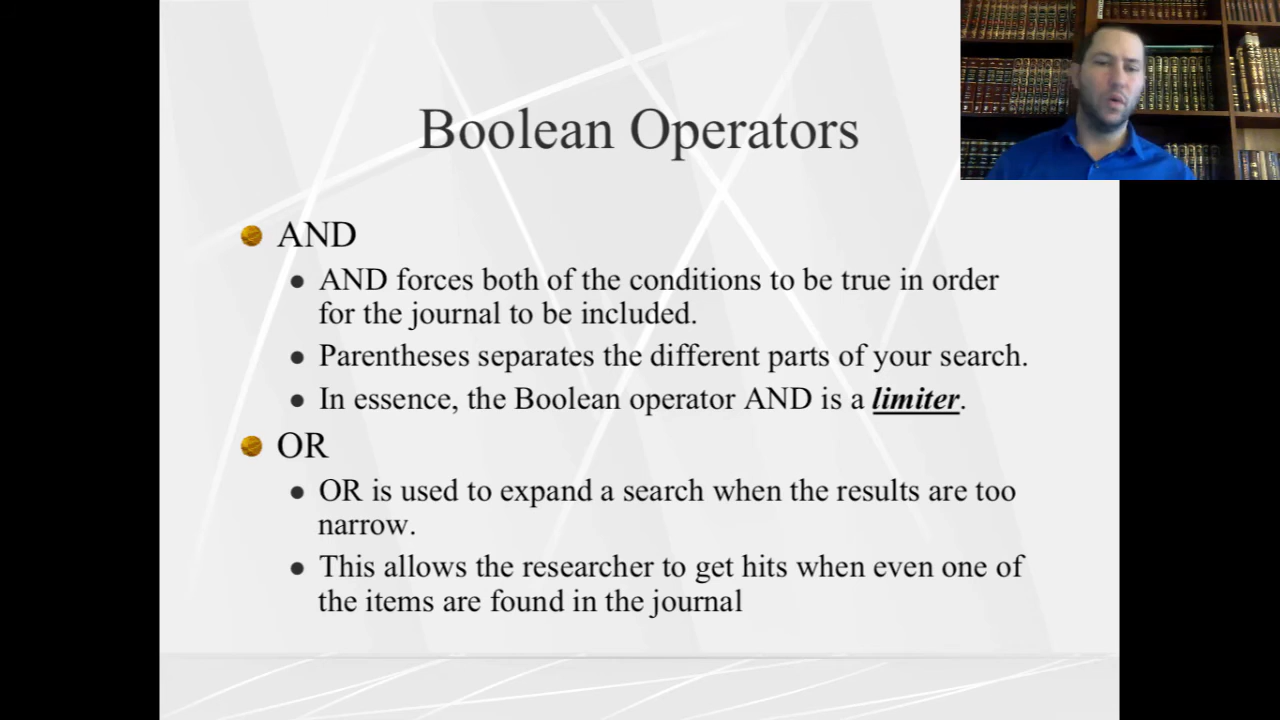 Boolean Operators
AND
AND forces both of the conditions to be true in order
for the journal to be included.
Parentheses separates the different parts of your search.
In essence, the Boolean operator AND is a limiter.
OR
OR is used to expand a search when the results are too
narrow.
This allows the researcher to get hits when even one of
the items are found in the journal